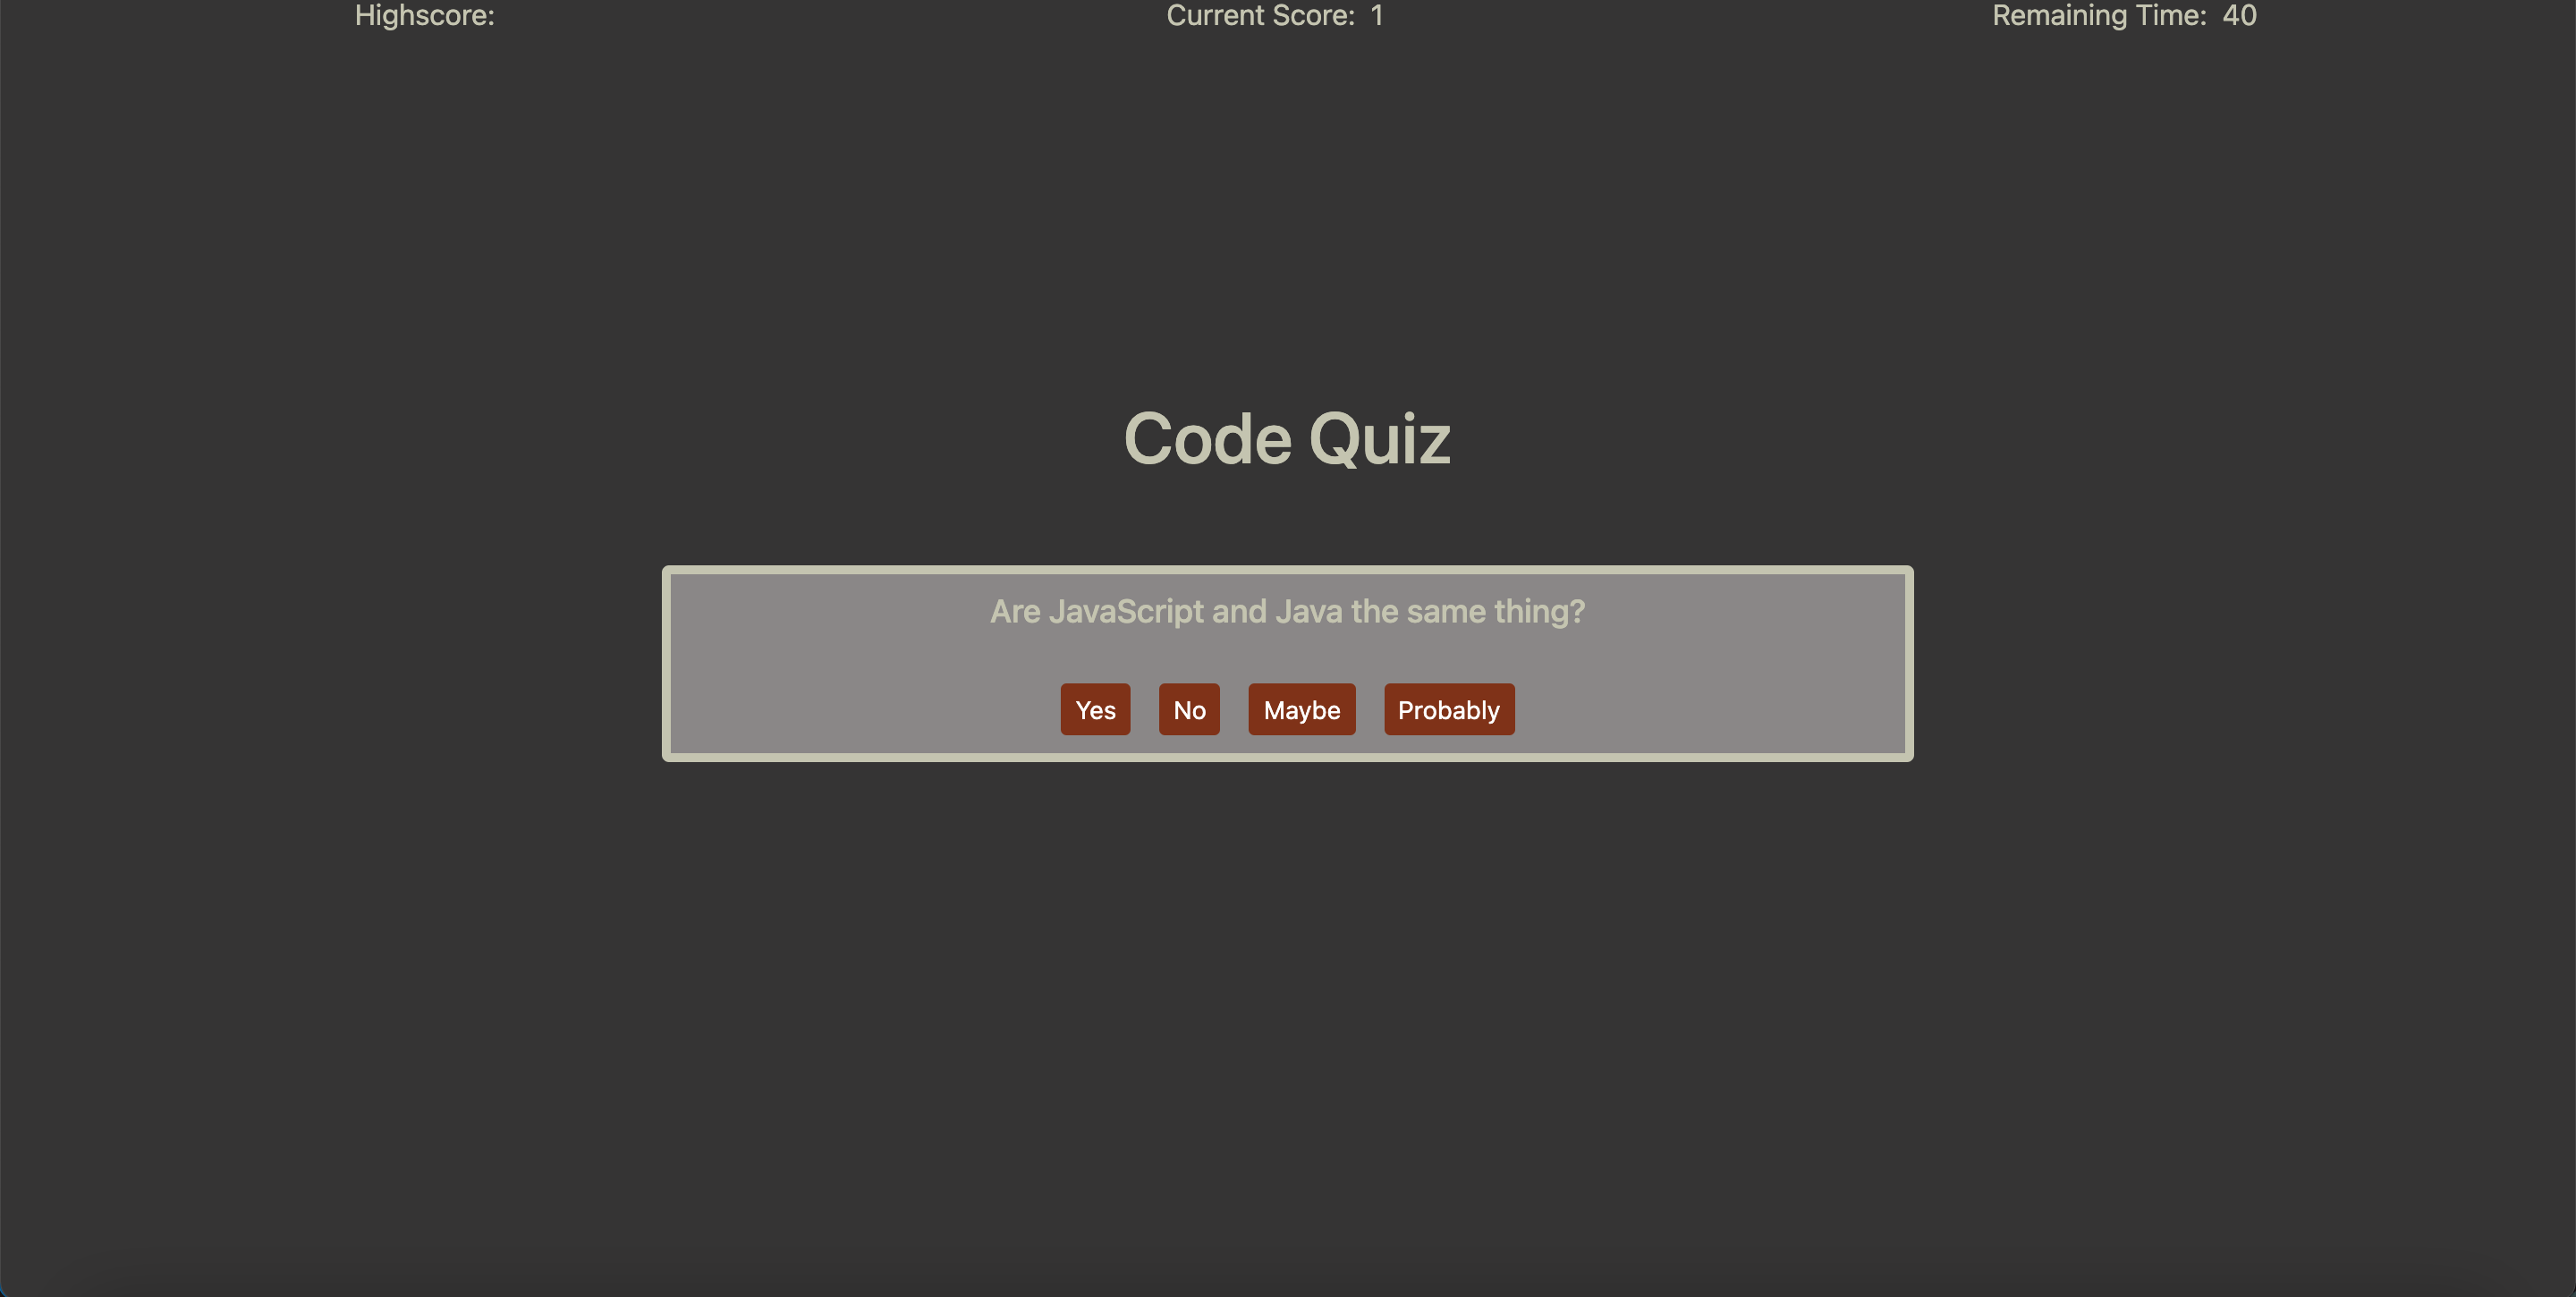 Highscore:
Current Score: 1
Remaining Time: 40
Code Quiz
Are JavaScript and Java the same thing?
Yes
No
Maybe
Probably